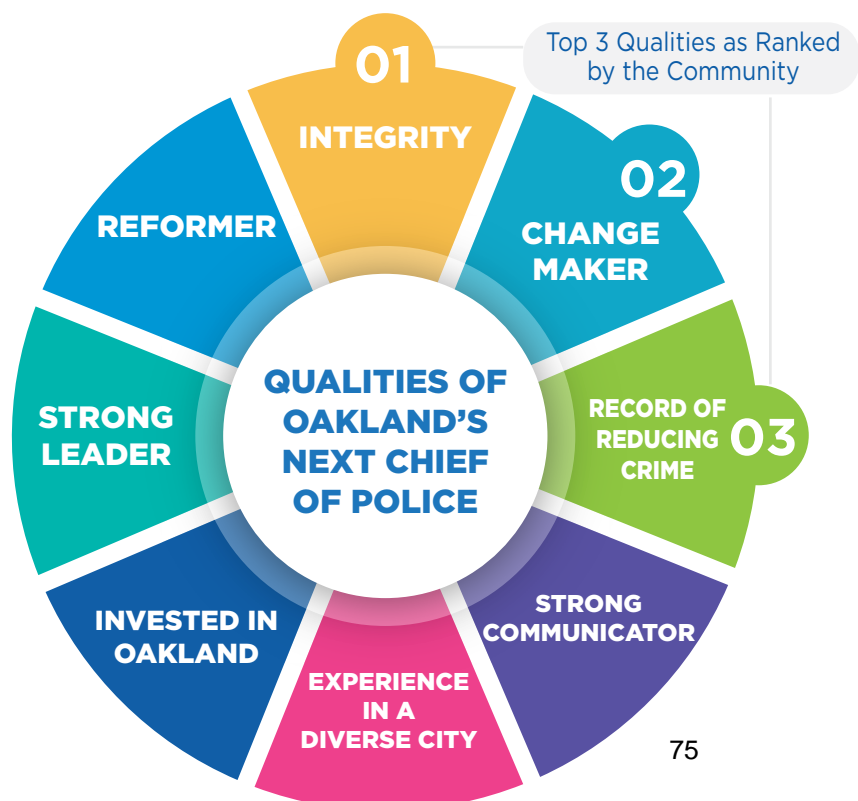 Top 3 Qualities as Ranked
by the Community
01
INTEGRITY
02
CHANGE
MAKER
RECORD OF
REDUCING
CRIME
03
STRONG
COMMUNICATOR
EXPERIENCE
IN A
DIVERSE CITY
INVESTED IN
OAKLAND
STRONG
LEADER
REFORMER
QUALITIES OF
OAKLAND’S
NEXT CHIEF
OF POLICE
75